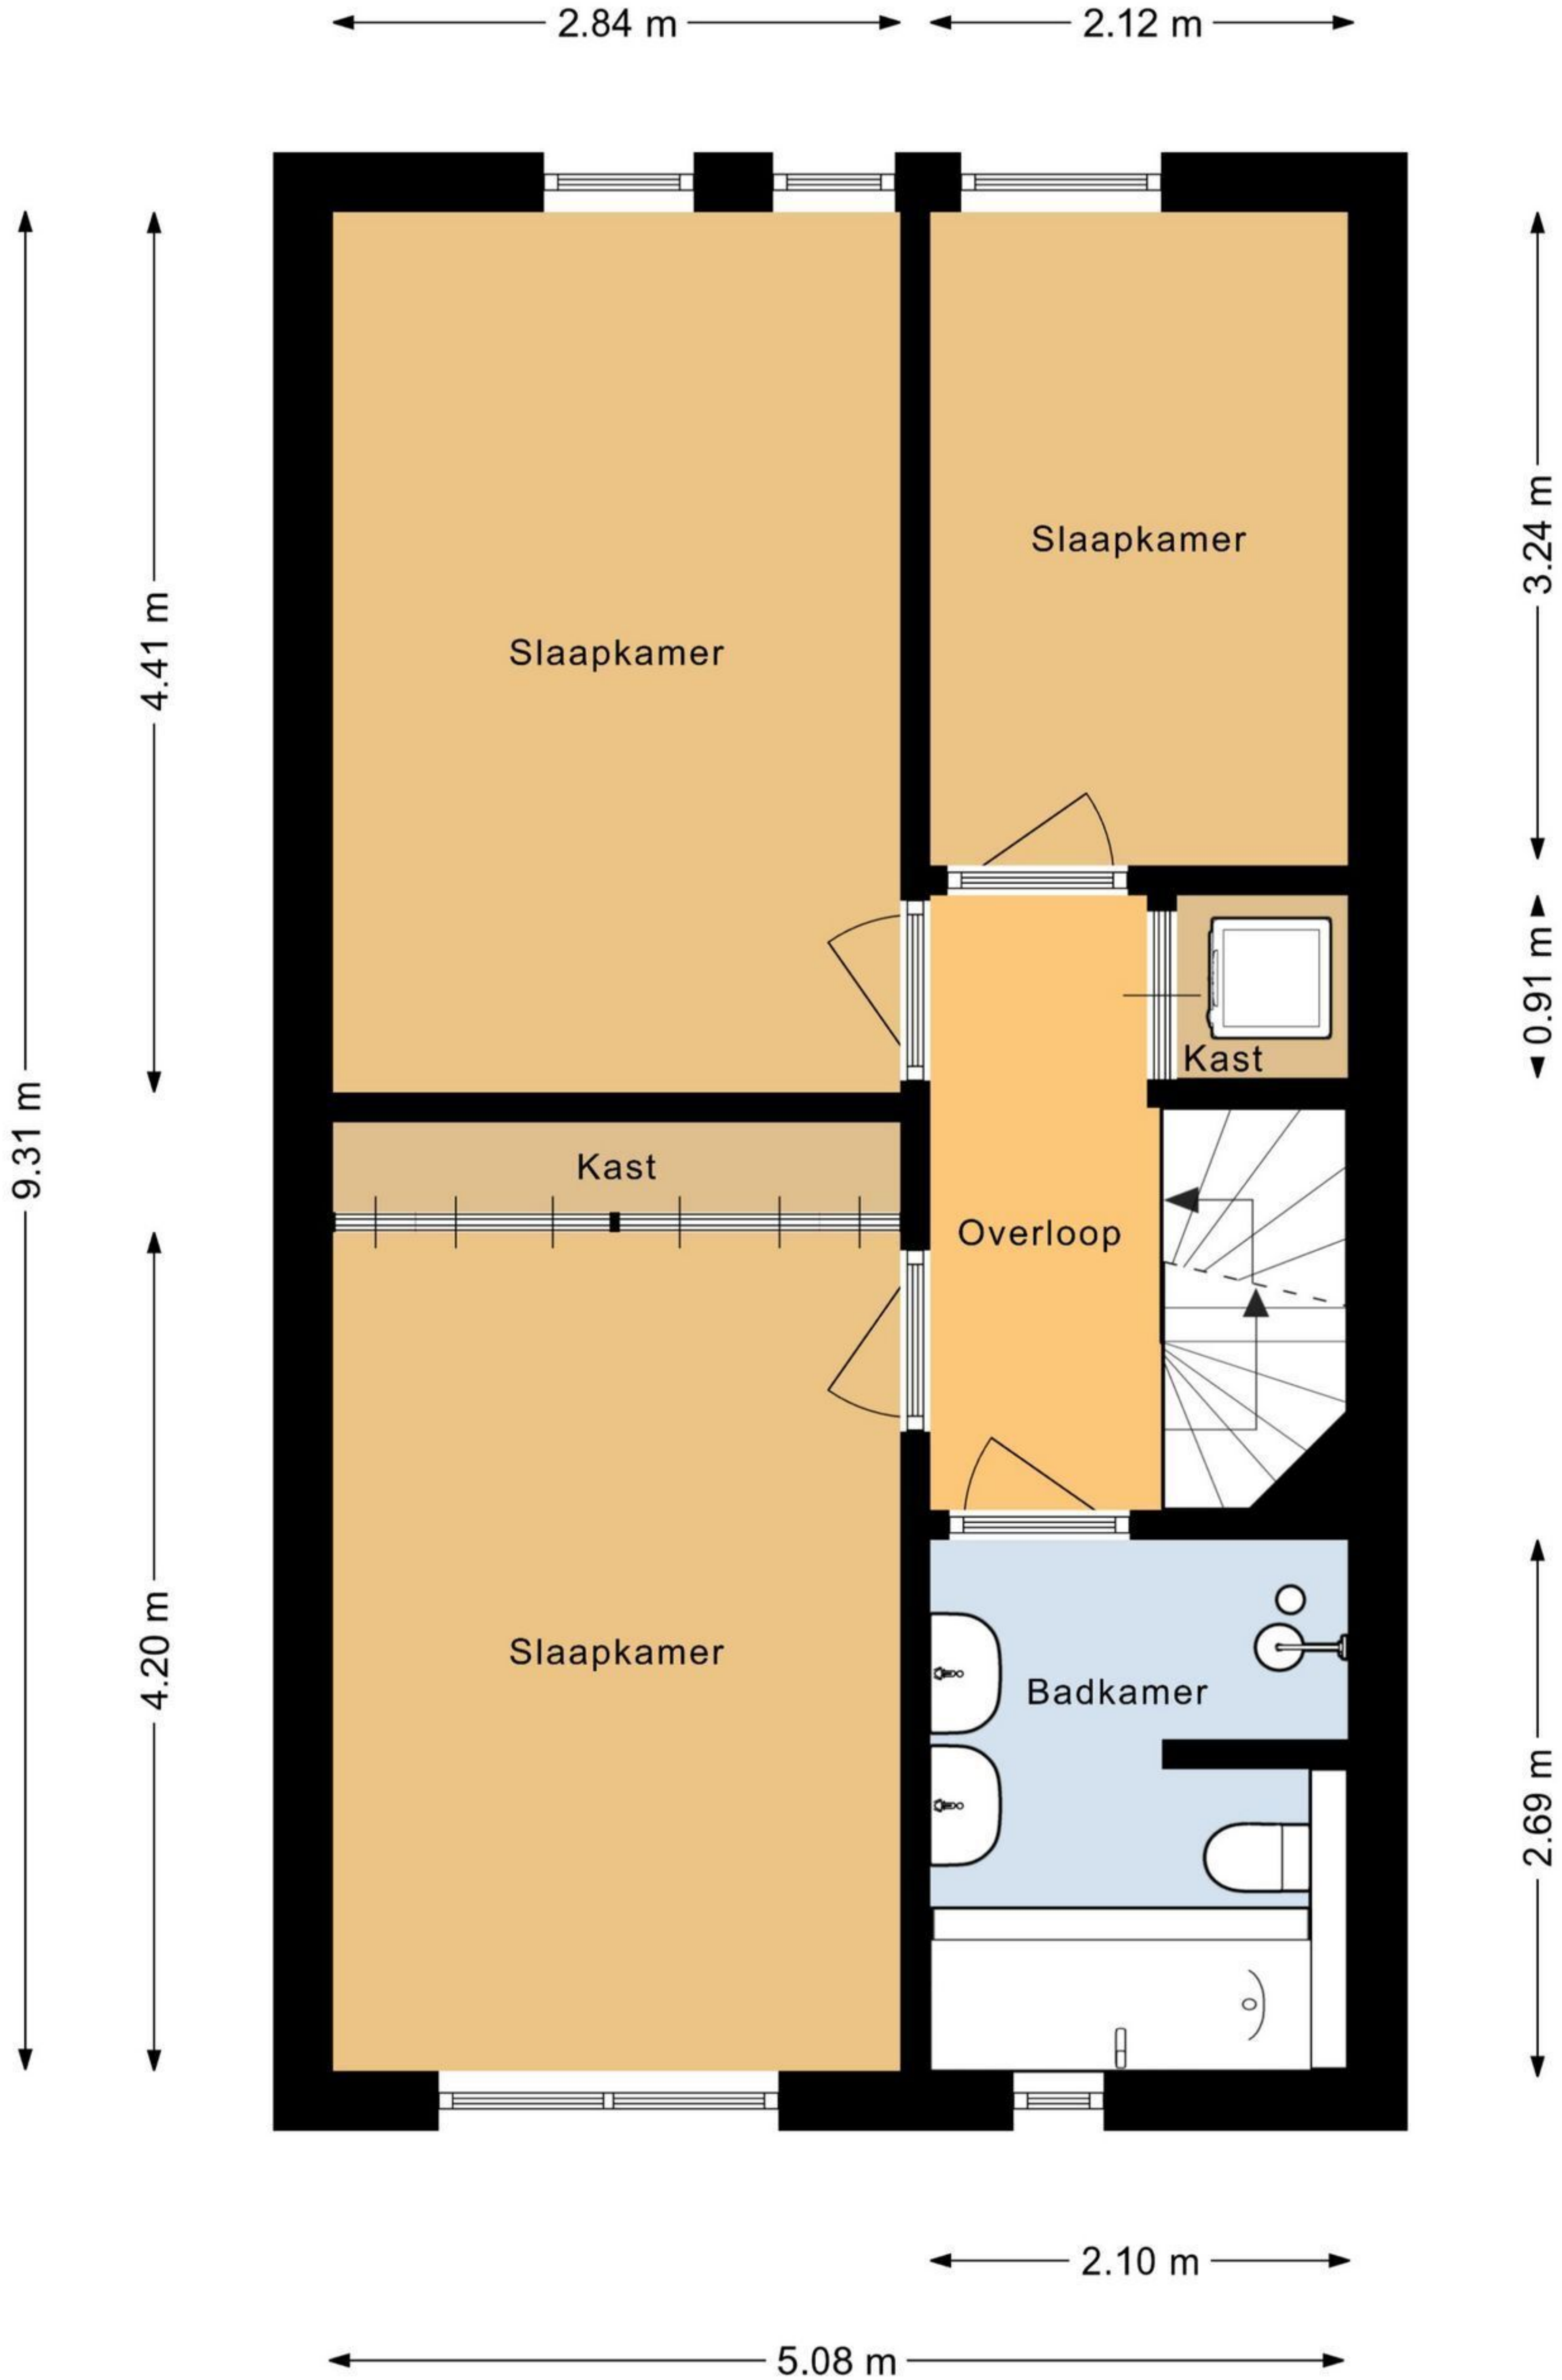 2.84 m
2.12 m
Slaapkamer
Slaapkamer
3.24 m
4.41 m
0.91 m
Kast
9.31 m
Kast
Overloop
Slaapkamer
4.20 m
Badkamer
2.69 m
2.10 m
5.08 m